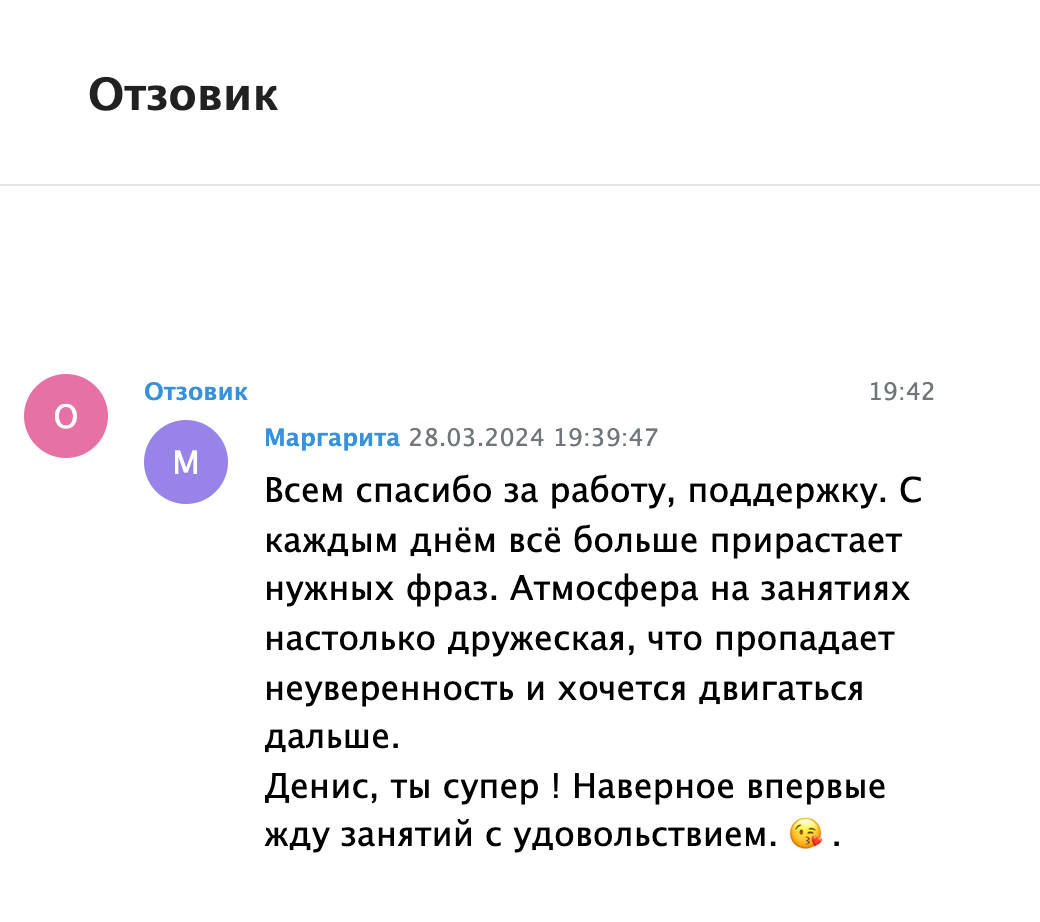 Отзовик
О
Отзовик 19:42
М
Маргарита 28.03.2024 19:39:47
Всем спасибо за работу, поддержку. С
каждым днём всё больше прирастает
нужных фраз. Атмосфера на занятиях
настолько дружеская, что пропадает
неуверенность и хочется двигаться
дальше.
Денис, ты супер ! Наверное впервые
жду занятий с удовольствием. 😘 .